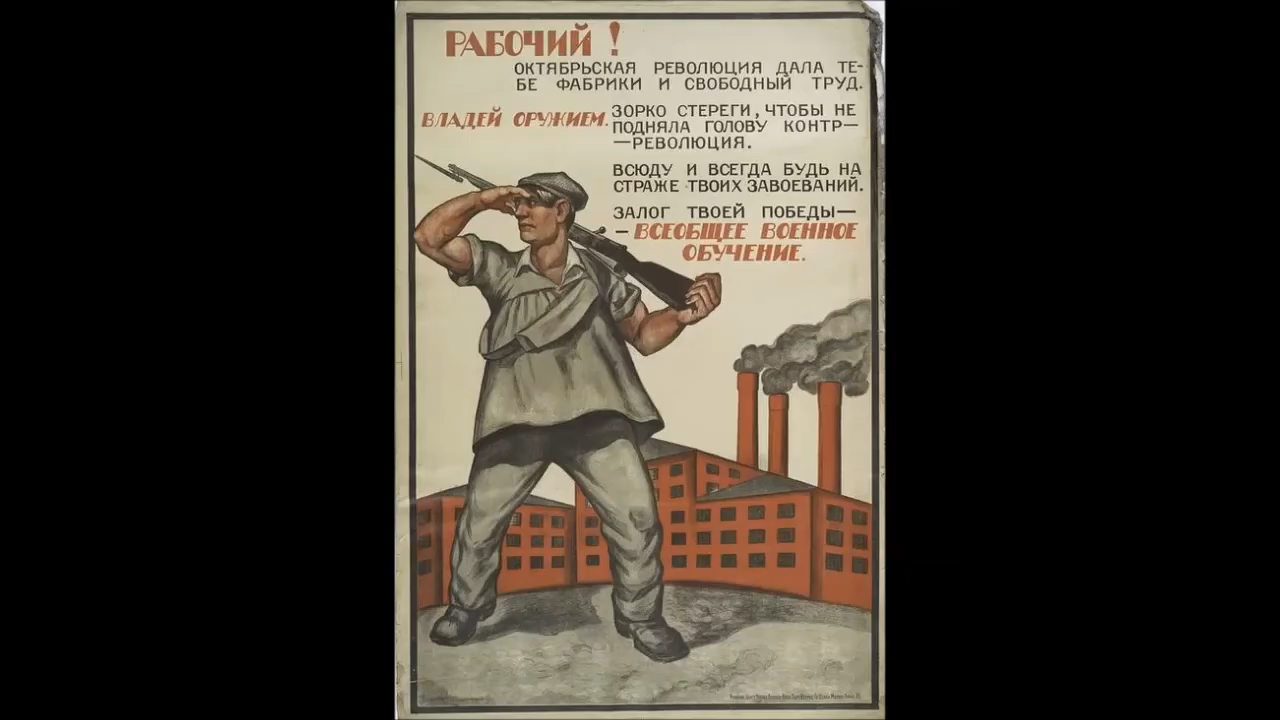 РАБОЧИЙ !
ОКТЯБРЬСКАЯ РЕВОЛЮЦИЯ ДАЛА ТЕ-
БЕ ФАБРИКИ И СВОБОДНЫЙ ТРУД.
ВЛАДЕЙ ОРУЖИЕМ.
ЗОРКО СТЕРЕГИ, ЧТОБЫ НЕ
ПОДНЯЛА ГОЛОВУ КОНТР—
—РЕВОЛЮЦИЯ.
ВСЮДУ И ВСЕГДА БУДЬ НА
СТРАЖЕ ТВОИХ ЗАВОЕВАНИЙ.
ЗАЛОГ ТВОЕЙ ПОБЕДЫ—
– ВСЕОБЩЕЕ ВОЕННОЕ
ОБУЧЕНИЕ.